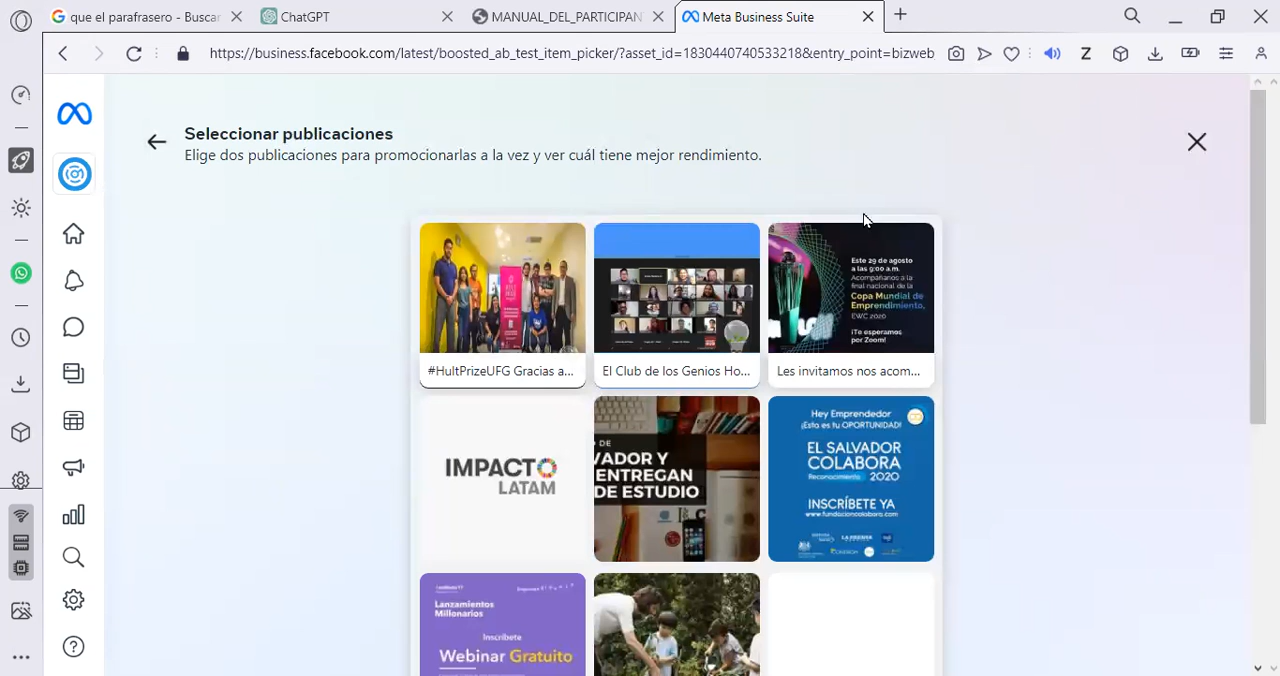 que el parafrasero - Buscar
ChatGPT
MANUAL_DEL_PARTICIPAN
Meta Business Suite
https://business.facebook.com/latest/boosted_ab_test_item_picker/?asset_id=1830440740533218&entry_point=bizweb
Z
Seleccionar publicaciones
Elige dos publicaciones para promocionarlas a la vez y ver cuál tiene mejor rendimiento.
Este 29 de agosto
a las 9:00 a.m.
Acompáñanos a la
final nacional de la
Copa Mundial de
Emprendimiento,
EWC 2020
¡Te esperamos
por Zoom!
#HultPrizeUFG Gracias a...
El Club de los Genios Ho...
Les invitamos nos acom...
IMPACTO
LATAM
DE
VADOR Y
ENTREGAN
DE ESTUDIO
Hey Emprendedor
¡Esta es tu OPORTUNIDAD!
EL SALVADOR
COLABORA
Reconocimiento 2020
INSCRÍBETE YA
www.fundacioncolabora.com
Lanzamientos
Millonarios
Inscríbete
Webinar Gratuito